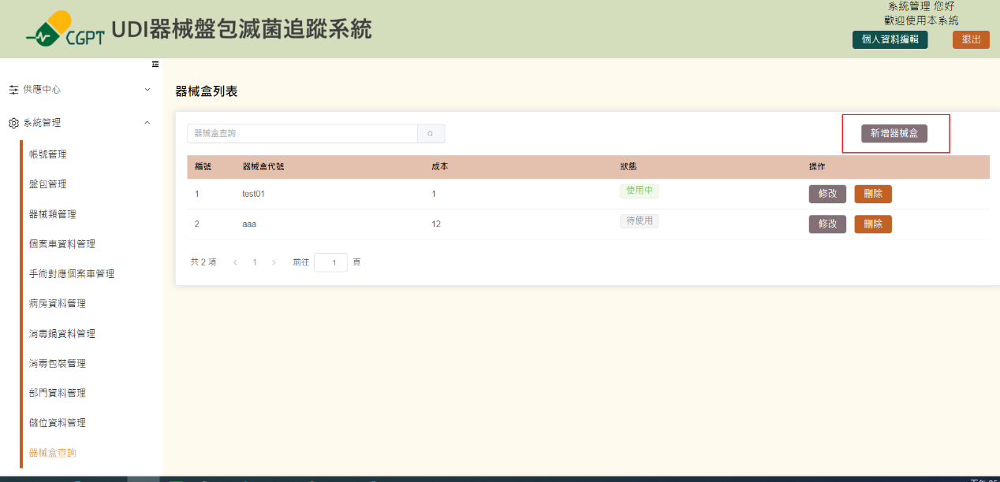 系統管理 您好
歡迎使用本系統
CGPT UDI器械盤包滅菌追蹤系統
個人資料編輯 退出
供應中心
系統管理
帳號管理
盤包管理
器械類管理
個案車資料管理
手術對應個案車管理
病房資料管理
消毒鍋資料管理
消毒包裝管理
部門資料管理
儲位資料管理
器械盒查詢
器械盒列表
器械盒查詢
新增器械盒
編號 器械盒代號 成本 狀態 操作
1 test01 1 使用中 修改 刪除
2 aaa 12 待使用 修改 刪除
共 2 項 1 前往 1 頁